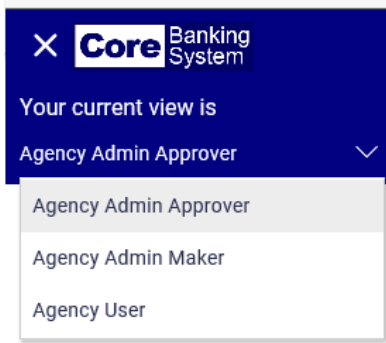 Core Banking System
Your current view is
Agency Admin Approver
Agency Admin Approver
Agency Admin Maker
Agency User